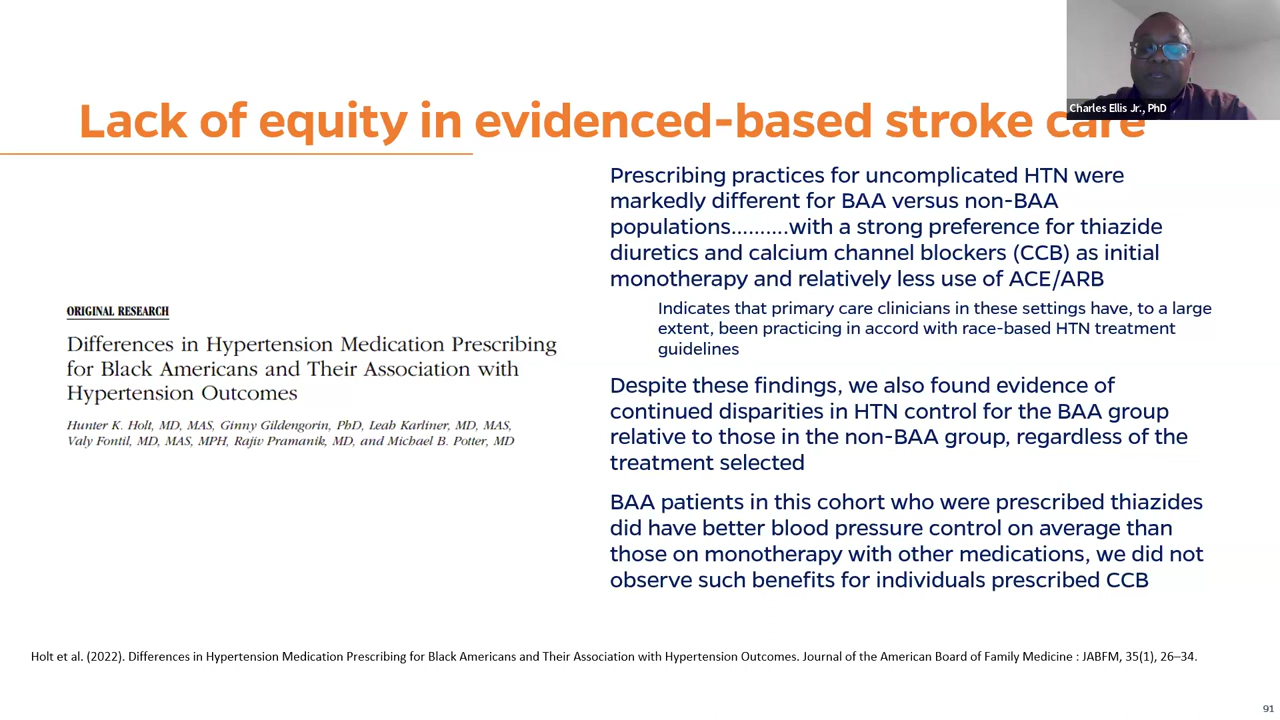 Charles Ellis Jr., PhD
Lack of equity in evidenced-based stroke care
Prescribing practices for uncomplicated HTN were
markedly different for BAA versus non-BAA
populations..........with a strong preference for thiazide
diuretics and calcium channel blockers (CCB) as initial
monotherapy and relatively less use of ACE/ARB
Indicates that primary care clinicians in these settings have, to a large
extent, been practicing in accord with race-based HTN treatment
guidelines
Despite these findings, we also found evidence of
continued disparities in HTN control for the BAA group
relative to those in the non-BAA group, regardless of the
treatment selected
BAA patients in this cohort who were prescribed thiazides
did have better blood pressure control on average than
those on monotherapy with other medications, we did not
observe such benefits for individuals prescribed CCB
ORIGINAL RESEARCH
Differences in Hypertension Medication Prescribing
for Black Americans and Their Association with
Hypertension Outcomes
Hunter K. Holt, MD, MAS, Ginny Gildengorin, PhD, Leah Karliner, MD, MAS,
Valy Fontil, MD, MAS, MPH, Rajiv Pramanik, MD, and Michael B. Potter, MD
Holt et al. (2022). Differences in Hypertension Medication Prescribing for Black Americans and Their Association with Hypertension Outcomes. Journal of the American Board of Family Medicine : JABFM, 35(1), 26–34.
91